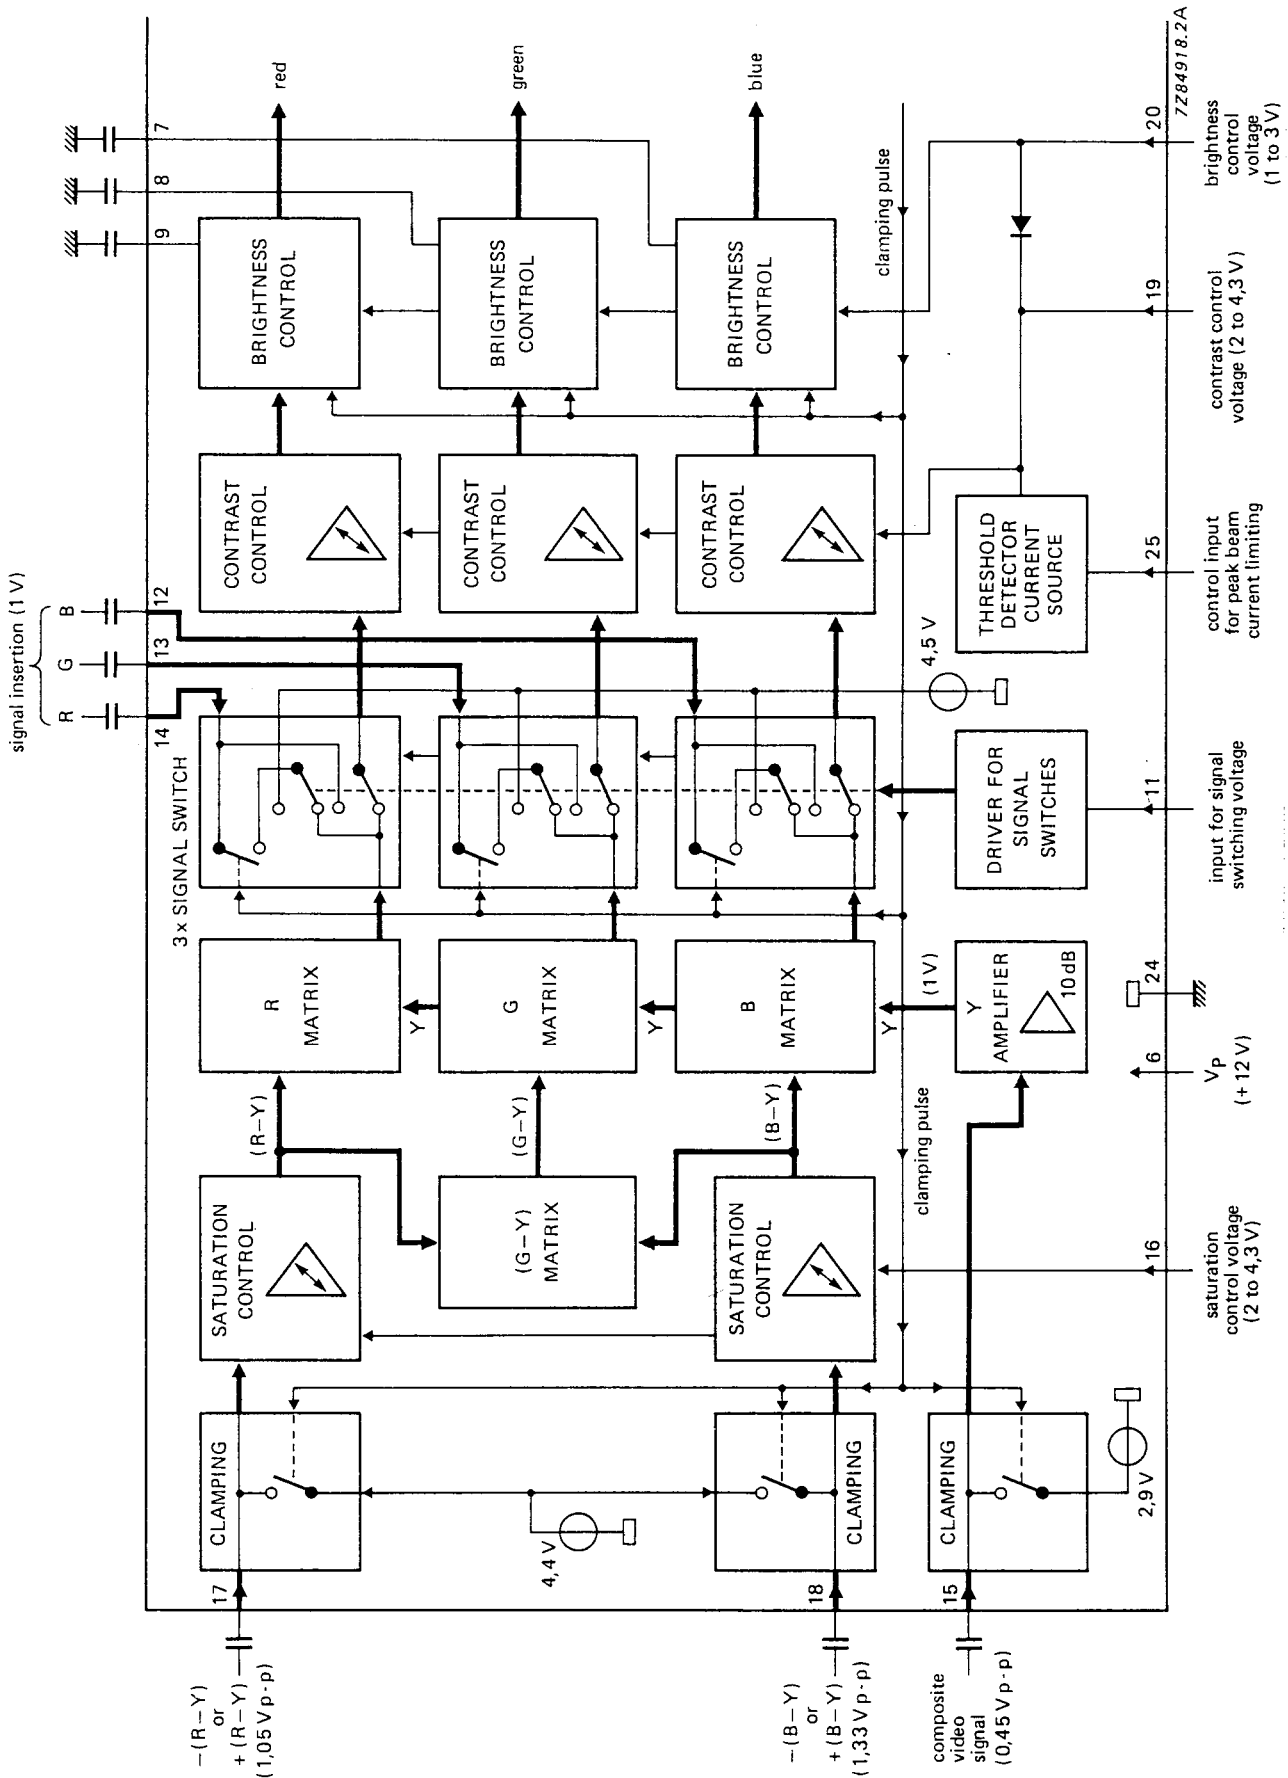 signal insertion (1 V)
R
G
B
14
13
12
9
8
7
3x SIGNAL SWITCH
-(R-Y)
or
+(R-Y)
(1,05 V p-p)
17
CLAMPING
SATURATION
CONTROL
(R-Y)
R
MATRIX
CONTRAST
CONTROL
BRIGHTNESS
CONTROL
red
4,4 V
(G-Y)
MATRIX
(G-Y)
Y
G
MATRIX
CONTRAST
CONTROL
BRIGHTNESS
CONTROL
green
-(B-Y)
or
+(B-Y)
(1,33 V p-p)
18
CLAMPING
SATURATION
CONTROL
(B-Y)
Y
B
MATRIX
CONTRAST
CONTROL
BRIGHTNESS
CONTROL
blue
clamping pulse
clamping pulse
Y
(1V)
4,5 V
composite
video
signal
(0,45 V p-p)
15
CLAMPING
2,9 V
Y
AMPLIFIER
10 dB
DRIVER FOR
SIGNAL
SWITCHES
THRESHOLD
DETECTOR
CURRENT
SOURCE
16
6
24
11
25
19
20
saturation
control voltage
(2 to 4,3 V)
VP
(+ 12 V)
input for signal
switching voltage
control input
for peak beam
current limiting
contrast control
voltage (2 to 4,3 V)
brightness
control
voltage
(1 to 3 V)
7Z84918.2A